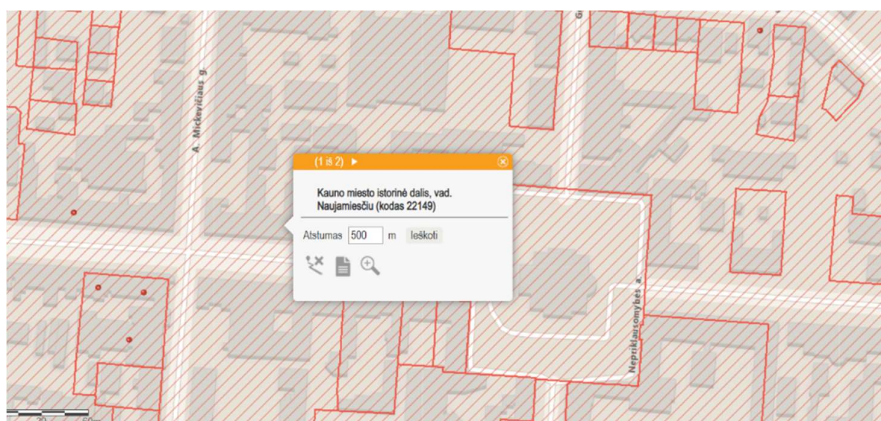 A. Mickevičiaus g.
(1 iš 2)
Kauno miesto istorinė dalis, vad.
Naujamiesčiu (kodas 22149)
Atstumas 500 m Ieškoti
Nepriklausomybės a.